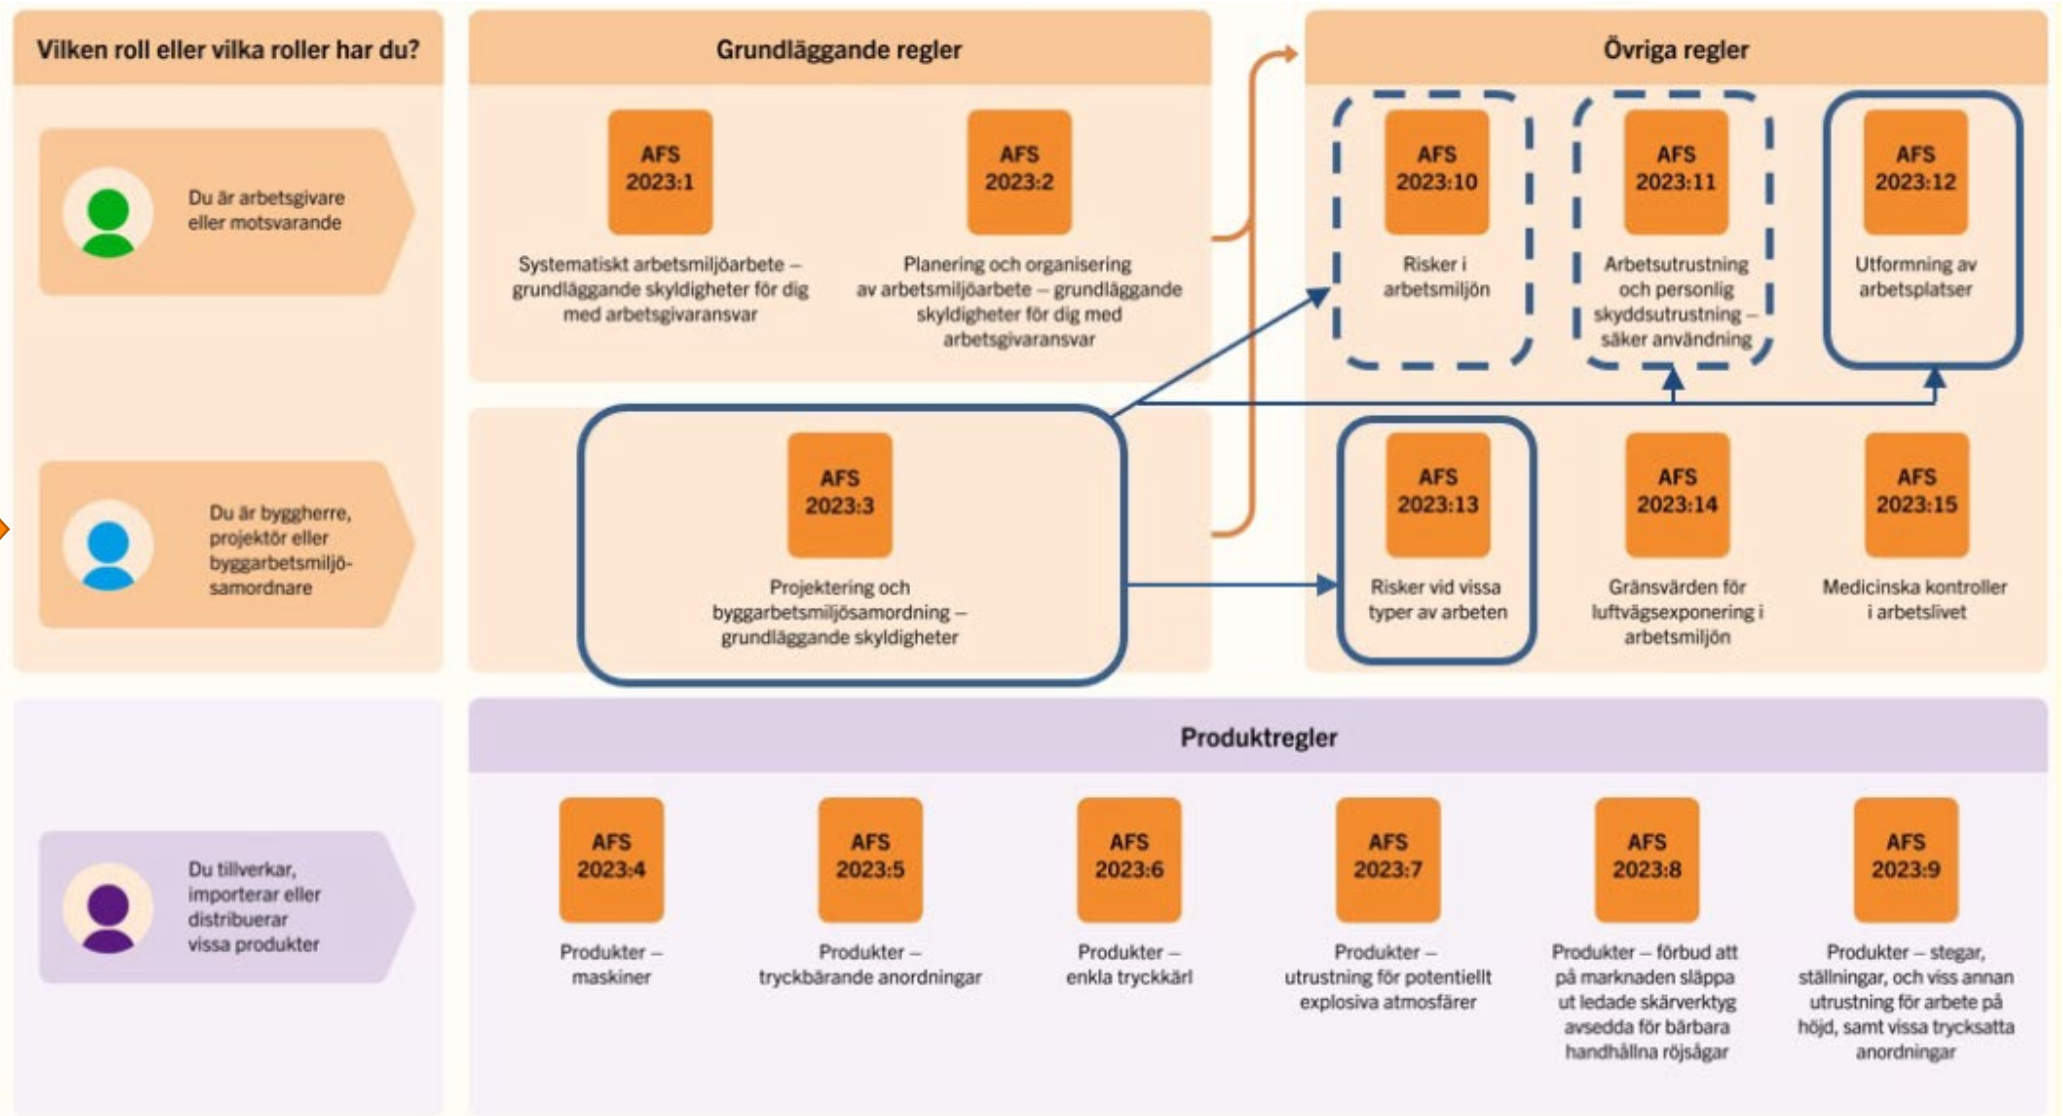 Vilken roll eller vilka roller har du?
Grundläggande regler
Övriga regler
Du är arbetsgivare
eller motsvarande
AFS
2023:1
Systematiskt arbetsmiljöarbete –
grundläggande skyldigheter för dig
med arbetsgivaransvar
AFS
2023:2
Planering och organisering
av arbetsmiljöarbete – grundläggande
skyldigheter för dig med
arbetsgivaransvar
AFS
2023:10
Risker i
arbetsmiljön
AFS
2023:11
Arbetsutrustning
och personlig
skyddsutrustning –
säker användning
AFS
2023:12
Utformning av
arbetsplatser
Du är byggherre,
projektör eller
byggarbetsmiljö-
samordnare
AFS
2023:3
Projektering och
byggarbetsmiljösamordning –
grundläggande skyldigheter
AFS
2023:13
Risker vid vissa
typer av arbeten
AFS
2023:14
Gränsvärden för
luftvägsexponering i
arbetsmiljön
AFS
2023:15
Medicinska kontroller
i arbetslivet
Produktregler
Du tillverkar,
importerar eller
distribuerar
vissa produkter
AFS
2023:4
Produkter –
maskiner
AFS
2023:5
Produkter –
tryckbärande anordningar
AFS
2023:6
Produkter –
enkla tryckkärl
AFS
2023:7
Produkter –
utrustning för potentiellt
explosiva atmosfärer
AFS
2023:8
Produkter – förbud att
på marknaden släppa
ut ledade skärverktyg
avsedda för bärbara
handhållna röjsågar
AFS
2023:9
Produkter – stegar,
ställningar, och viss annan
utrustning för arbete på
höjd, samt vissa trycksatta
anordningar